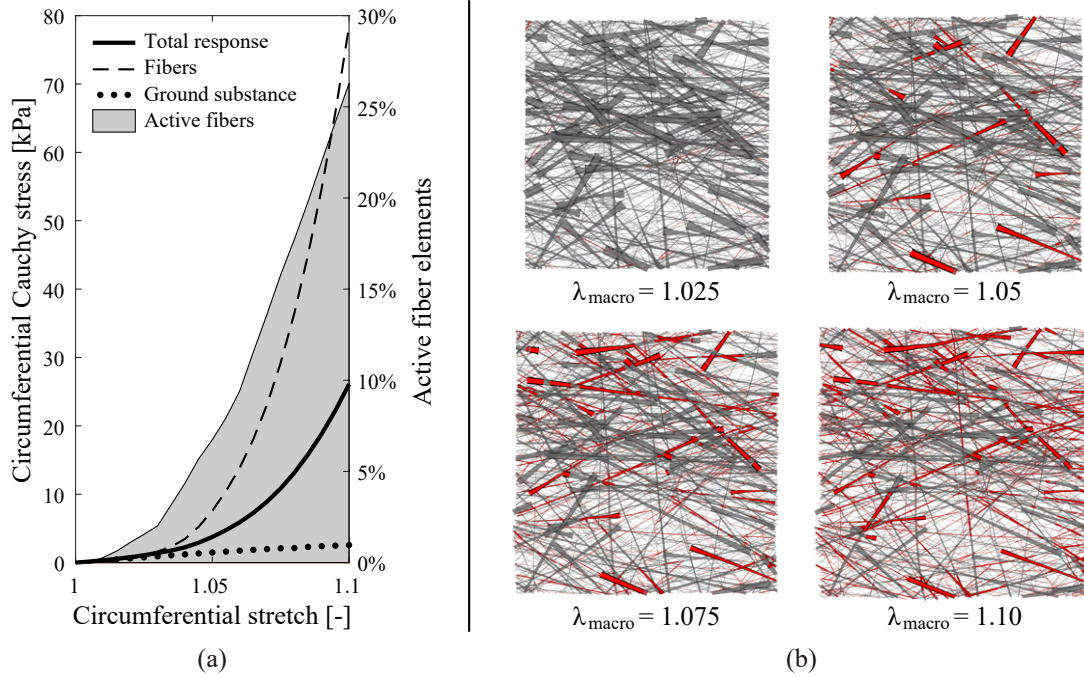 80
70
60
50
40
30
20
10
0
Circumferential Cauchy stress [kPa]
Total response
Fibers
Ground substance
Active fibers
30%
25%
20%
15%
10%
5%
0%
Active fiber elements
1
1.05
1.1
Circumferential stretch [-]
(a)
λmacro = 1.025
λmacro = 1.05
λmacro = 1.075
λmacro = 1.10
(b)